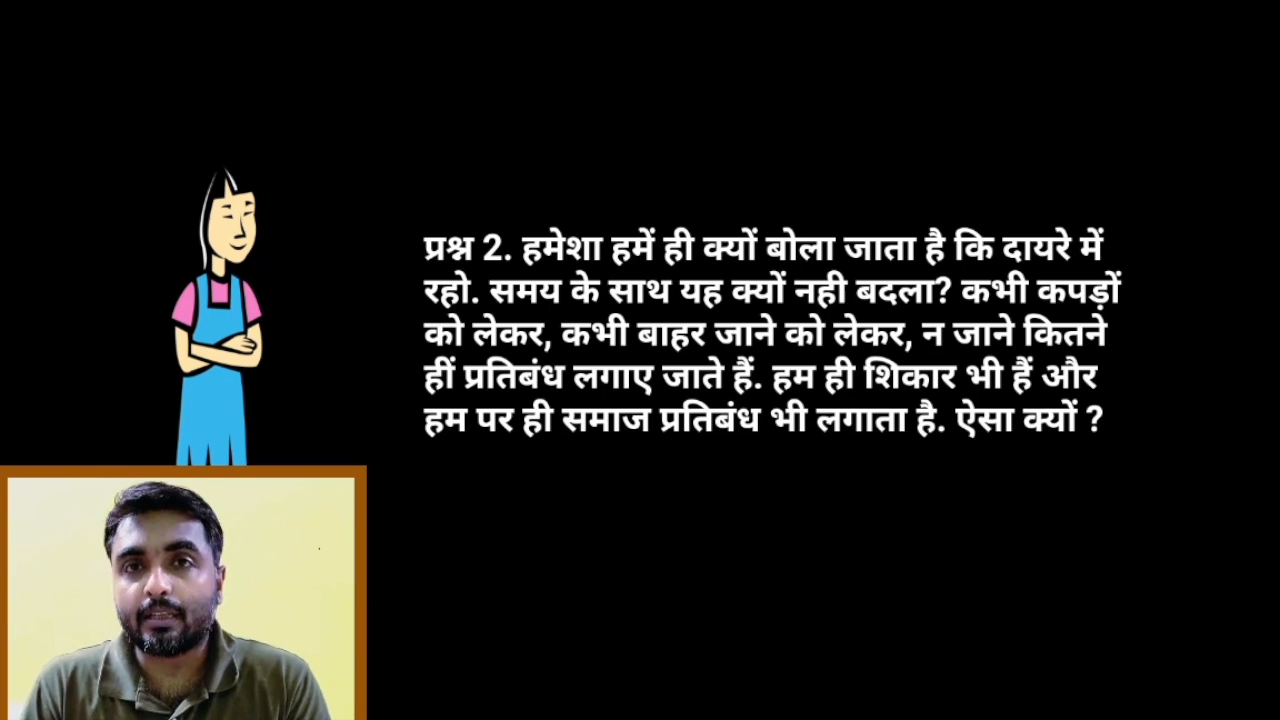 प्रश्न 2. हमेशा हमें ही क्यों बोला जाता है कि दायरे में
रहो. समय के साथ यह क्यों नही बदला? कभी कपड़ों
को लेकर, कभी बाहर जाने को लेकर, न जाने कितने
हीं प्रतिबंध लगाए जाते हैं. हम ही शिकार भी हैं और
हम पर ही समाज प्रतिबंध भी लगाता है. ऐसा क्यों ?